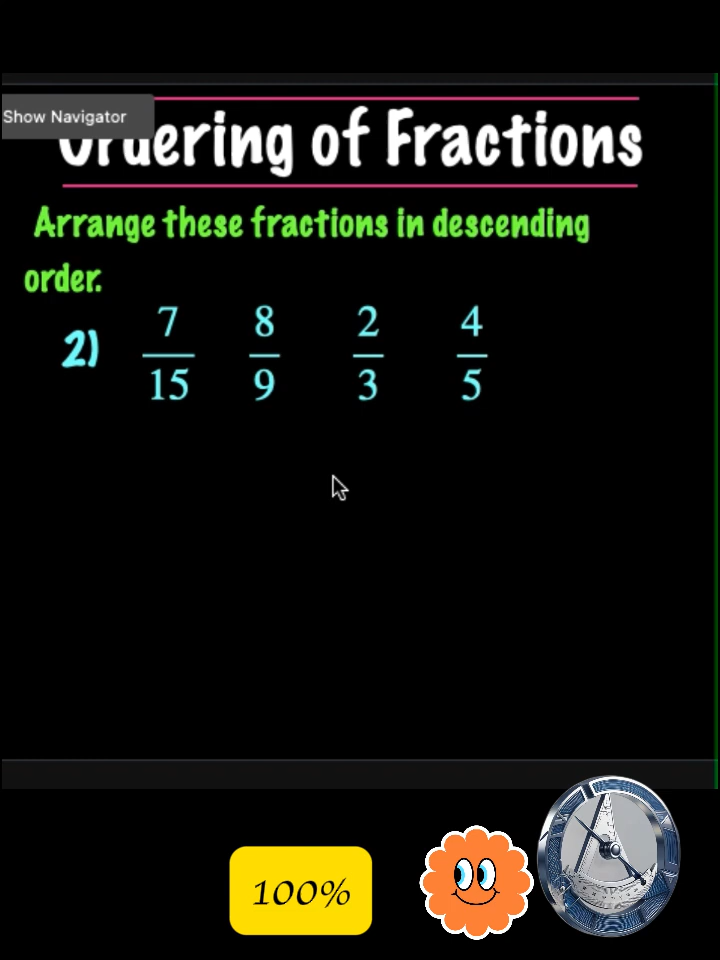 Show Navigator
Ordering of Fractions
Arrange these fractions in descending
order.
2) 7/15 8/9 2/3 4/5
100%